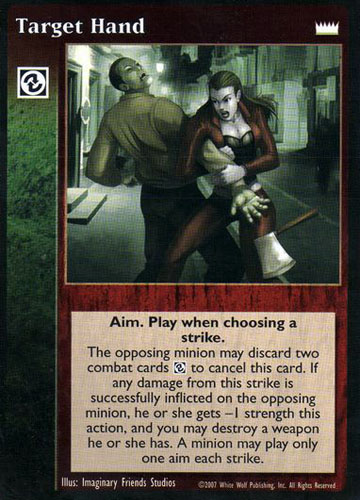 Target Hand
Aim. Play when choosing a
strike.
The opposing minion may discard two
combat cards to cancel this card. If
any damage from this strike is
successfully inflicted on the opposing
minion, he or she gets –1 strength this
action, and you may destroy a weapon
he or she has. A minion may play only
one aim each strike.
Illus: Imaginary Friends Studios
©2007 White Wolf Publishing, Inc. All Rights Reserved.